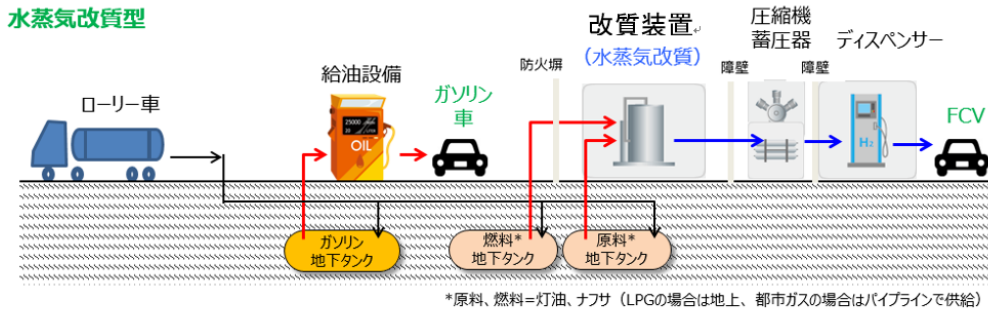 水蒸気改質型
ローリー車
給油設備
25000
20
OIL
ガソリン
車
防火塀
改質装置
（水蒸気改質）
障壁
圧縮機
蓄圧器
障壁
ディスペンサー
H2
FCV
ガソリン
地下タンク
燃料*
地下タンク
原料*
地下タンク
*原料、燃料=灯油、ナフサ（LPGの場合は地上、都市ガスの場合はパイプラインで供給）